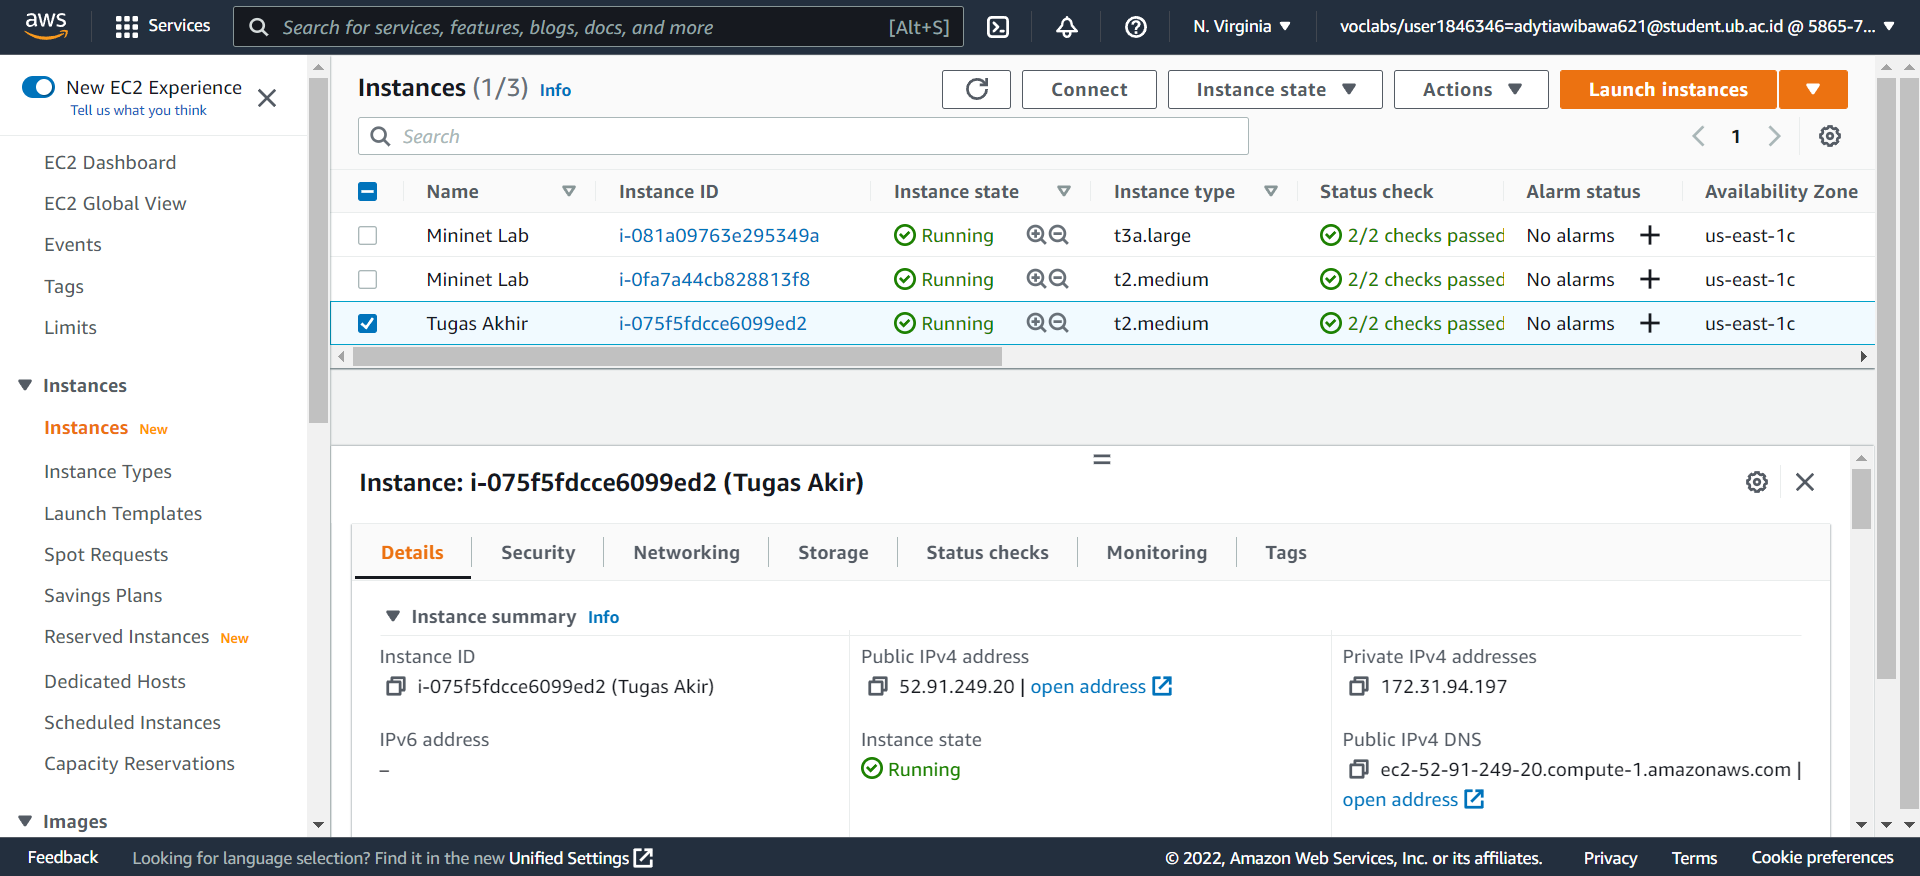 aws Services Search for services, features, blogs, docs, and more [Alt+S] N. Virginia voclabs/user1846346=adytiawibawa621@student.ub.ac.id @ 5865-7...
New EC2 Experience
Tell us what you think
EC2 Dashboard
EC2 Global View
Events
Tags
Limits
Instances
Instances New
Instance Types
Launch Templates
Spot Requests
Savings Plans
Reserved Instances New
Dedicated Hosts
Scheduled Instances
Capacity Reservations
Images
Instances (1/3) Info Connect Instance state Actions Launch instances
Search 1
Name Instance ID Instance state Instance type Status check Alarm status Availability Zone
Mininet Lab i-081a09763e295349a Running t3a.large 2/2 checks passed No alarms us-east-1c
Mininet Lab i-0fa7a44cb828813f8 Running t2.medium 2/2 checks passed No alarms us-east-1c
Tugas Akhir i-075f5fdcce6099ed2 Running t2.medium 2/2 checks passed No alarms us-east-1c
Instance: i-075f5fdcce6099ed2 (Tugas Akir)
Details Security Networking Storage Status checks Monitoring Tags
Instance summary Info
Instance ID Public IPv4 address Private IPv4 addresses
i-075f5fdcce6099ed2 (Tugas Akir) 52.91.249.20 | open address 172.31.94.197
IPv6 address Instance state Public IPv4 DNS
– Running ec2-52-91-249-20.compute-1.amazonaws.com |
open address
Feedback Looking for language selection? Find it in the new Unified Settings © 2022, Amazon Web Services, Inc. or its affiliates. Privacy Terms Cookie preferences